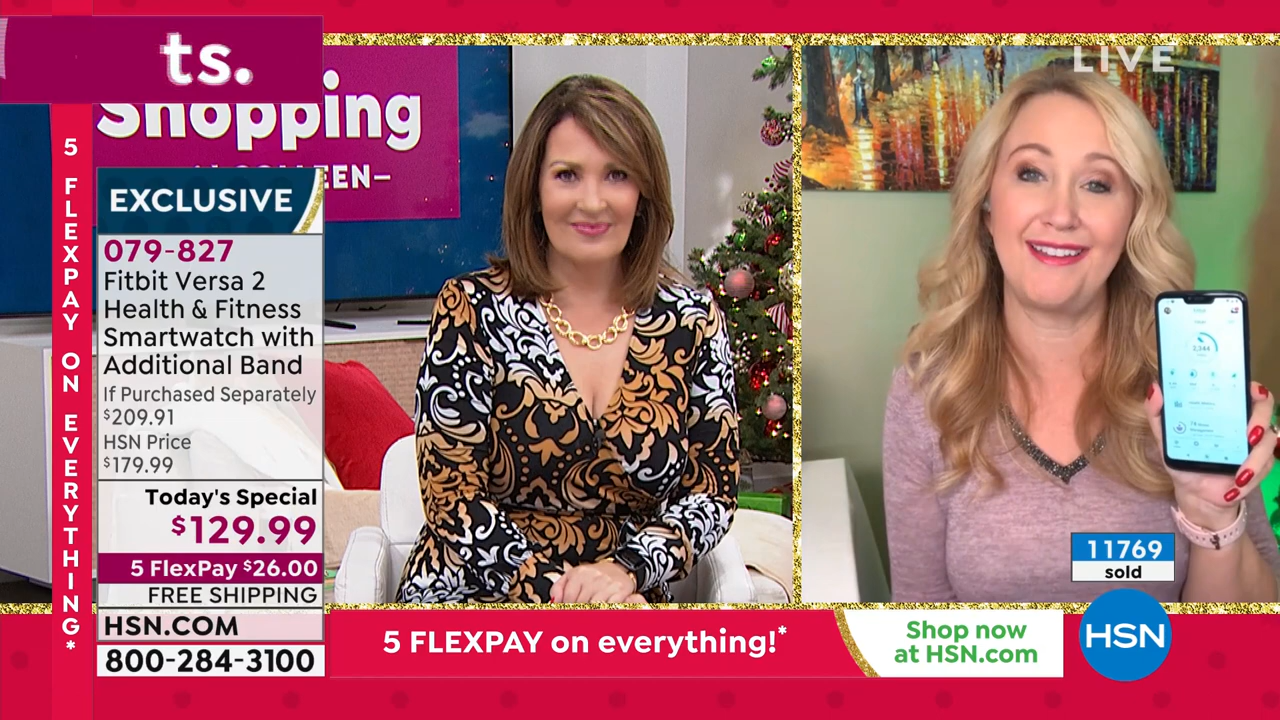 ts.
Shopping
EEN–
LIVE
5 FLEXPAY ON EVERYTHING*
EXCLUSIVE
079-827
Fitbit Versa 2
Health & Fitness
Smartwatch with
Additional Band
If Purchased Separately
$209.91
HSN Price
$179.99
Today's Special
$129.99
5 FlexPay $26.00
FREE SHIPPING
HSN.COM
800-284-3100
11769
sold
5 FLEXPAY on everything!*
Shop now
at HSN.com
HSN